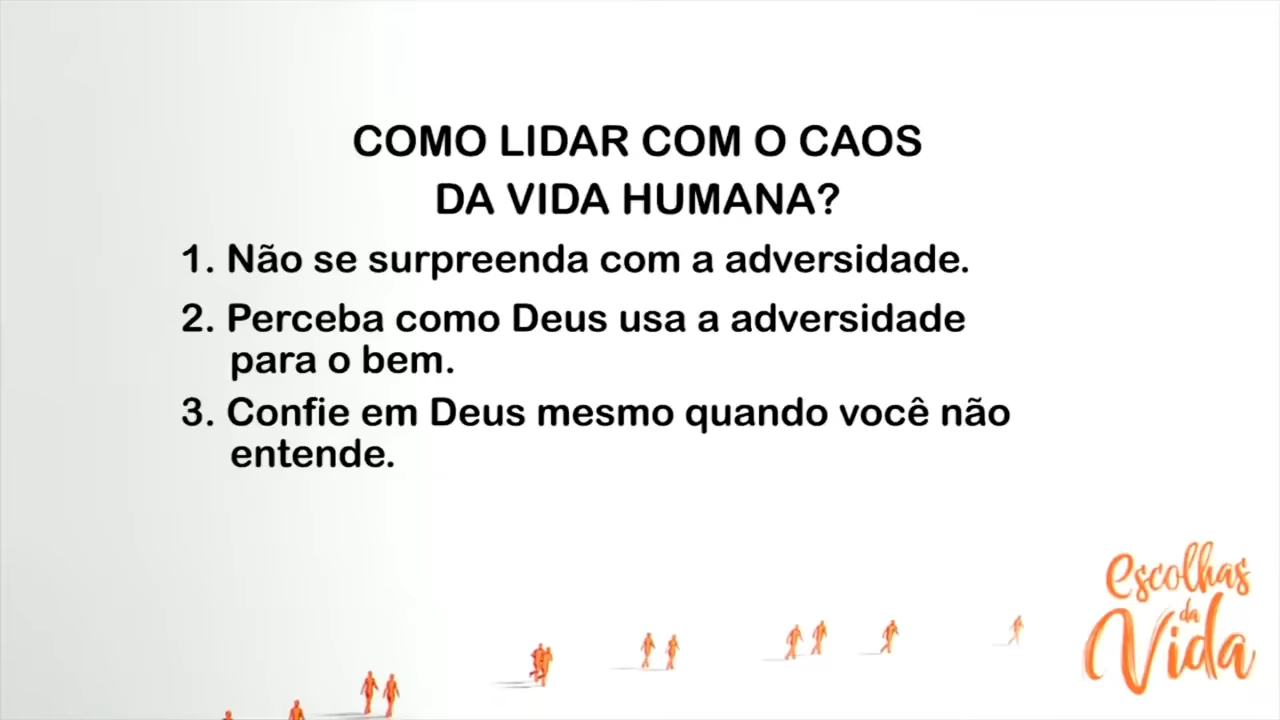 COMO LIDAR COM O CAOS
DA VIDA HUMANA?
1. Não se surpreenda com a adversidade.
2. Perceba como Deus usa a adversidade
para o bem.
3. Confie em Deus mesmo quando você não
entende.
Escolhas
da
Vida